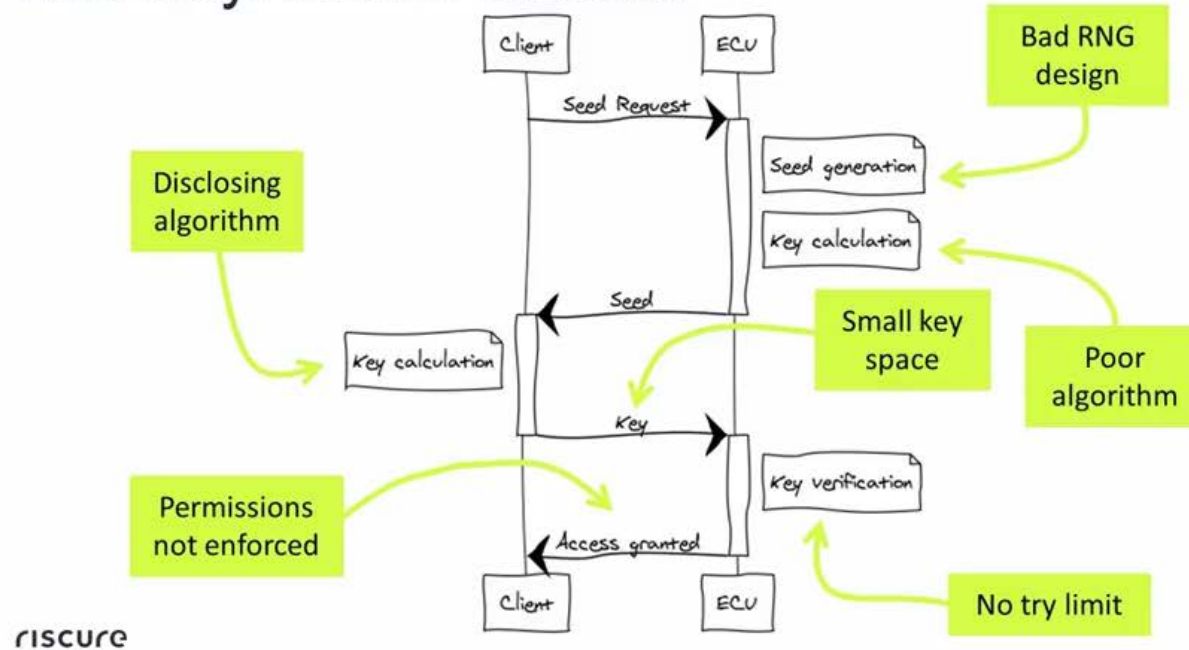 Client
ECU
Bad RNG
design
Seed Request
Seed generation
Disclosing
algorithm
Key calculation
Seed
Small key
space
Key calculation
Poor
algorithm
Key
Key verification
Permissions
not enforced
Access granted
Client
ECU
No try limit
riscure